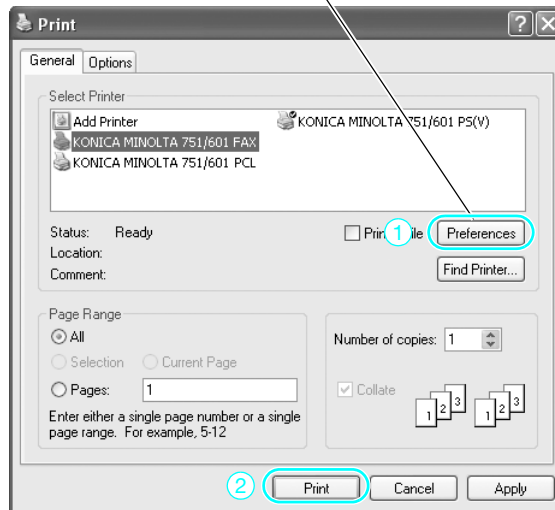 Print
General Options
Select Printer
Add Printer KONICA MINOLTA 751/601 PS(V)
KONICA MINOLTA 751/601 FAX
KONICA MINOLTA 751/601 PCL
Status: Ready
1 Preferences
Location:
Comment:
Find Printer...
Page Range
All
Number of copies: 1
Selection Current Page
Pages: 1
Collate
1 2 3 1 2 3
Enter either a single page number or a single
page range. For example, 5-12
2 Print Cancel Apply